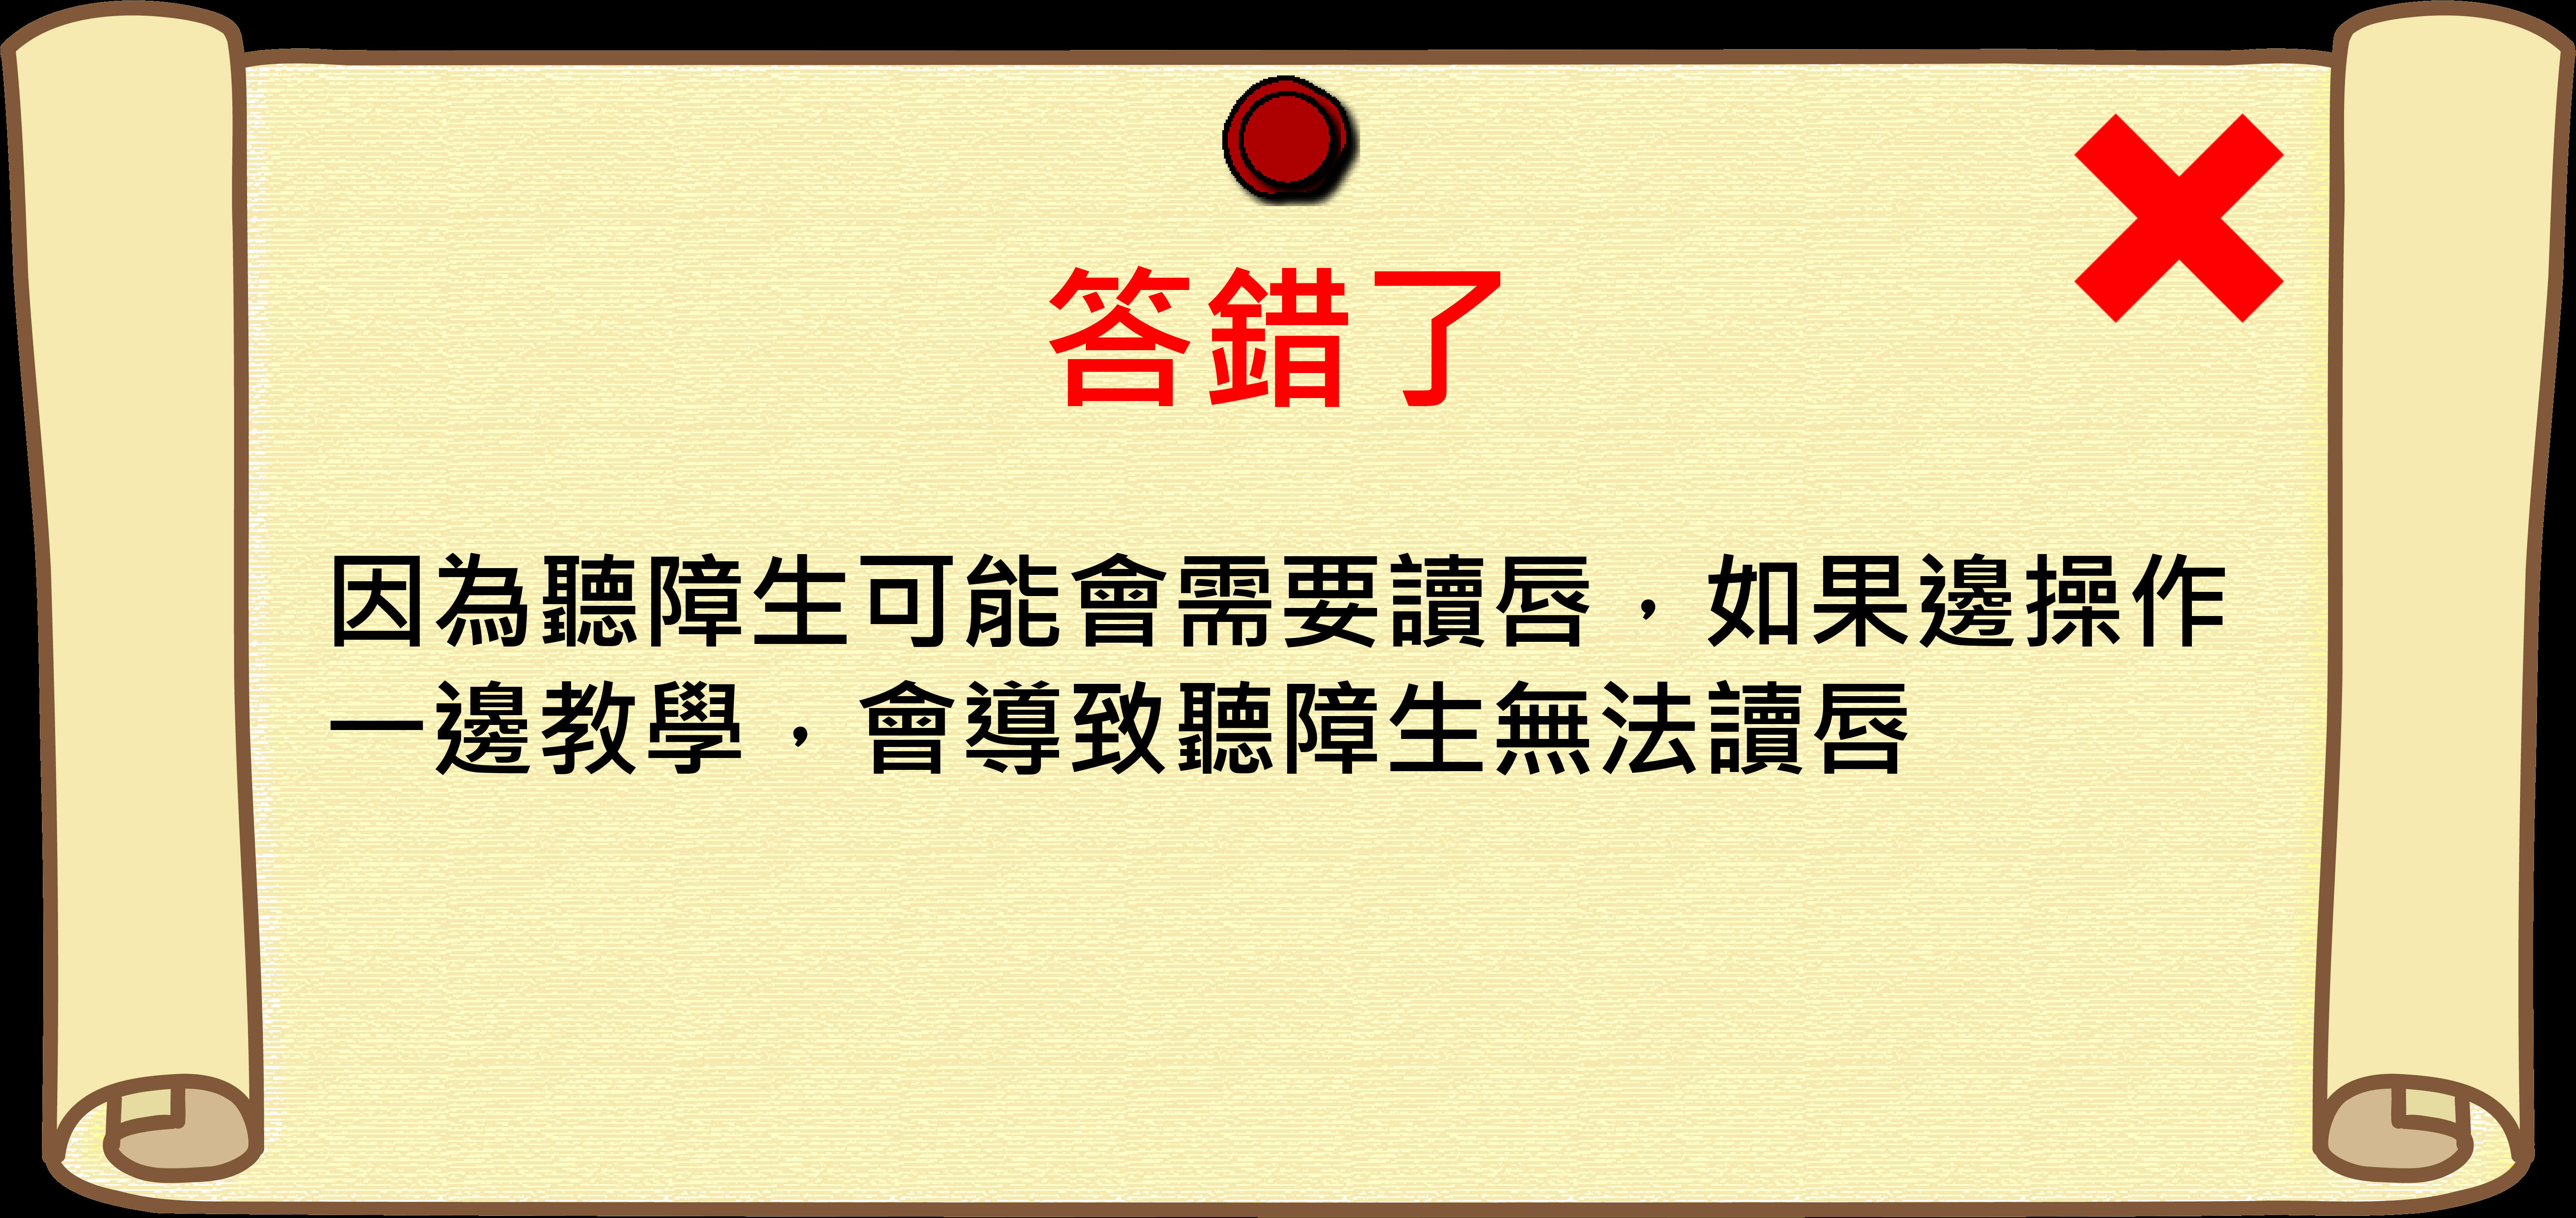 答錯了
因為聽障生可能會需要讀唇，如果邊操作
一邊教學，會導致聽障生無法讀唇